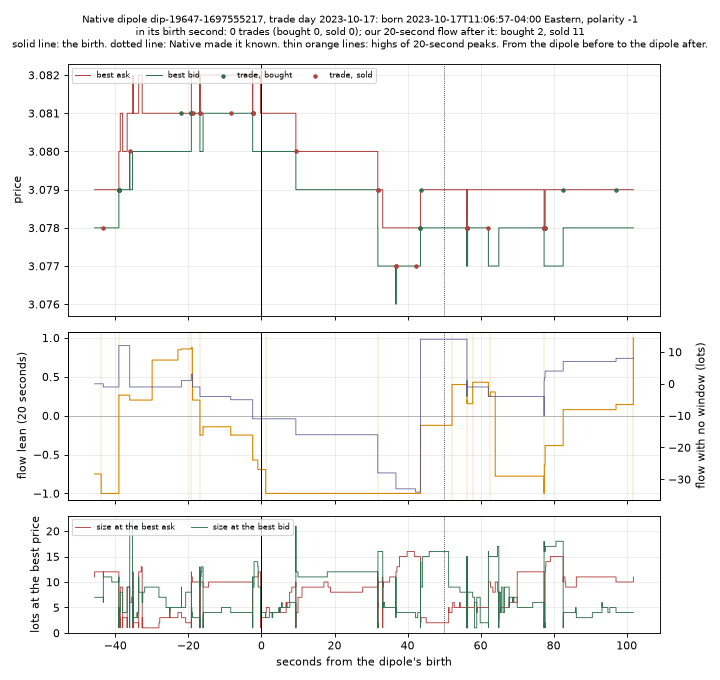 Native dipole dip-19647-1697555217, trade day 2023-10-17: born 2023-10-17T11:06:57-04:00 Eastern, polarity -1
in its birth second: 0 trades (bought 0, sold 0); our 20-second flow after it: bought 2, sold 11
solid line: the birth. dotted line: Native made it known. thin orange lines: highs of 20-second peaks. From the dipole before to the dipole after.
best ask best bid trade, bought trade, sold
3.082
3.081
3.080
3.079
3.078
3.077
3.076
price
1.0
0.5
0.0
−0.5
−1.0
flow lean (20 seconds)
10
0
−10
−20
−30
flow with no window (lots)
size at the best ask size at the best bid
20
15
10
5
0
lots at the best price
−40 −20 0 20 40 60 80 100
seconds from the dipole's birth